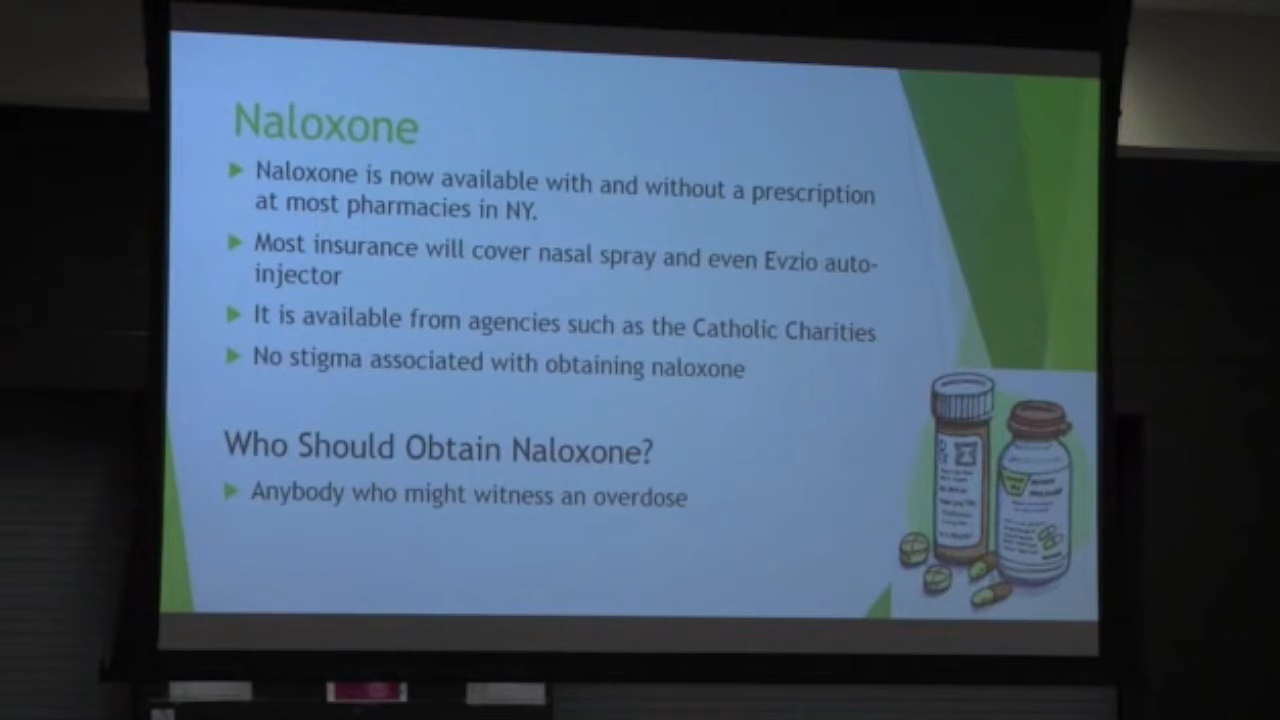 Naloxone
Naloxone is now available with and without a prescription
at most pharmacies in NY.
Most insurance will cover nasal spray and even Evzio auto-
injector
It is available from agencies such as the Catholic Charities
No stigma associated with obtaining naloxone
Who Should Obtain Naloxone?
Anybody who might witness an overdose